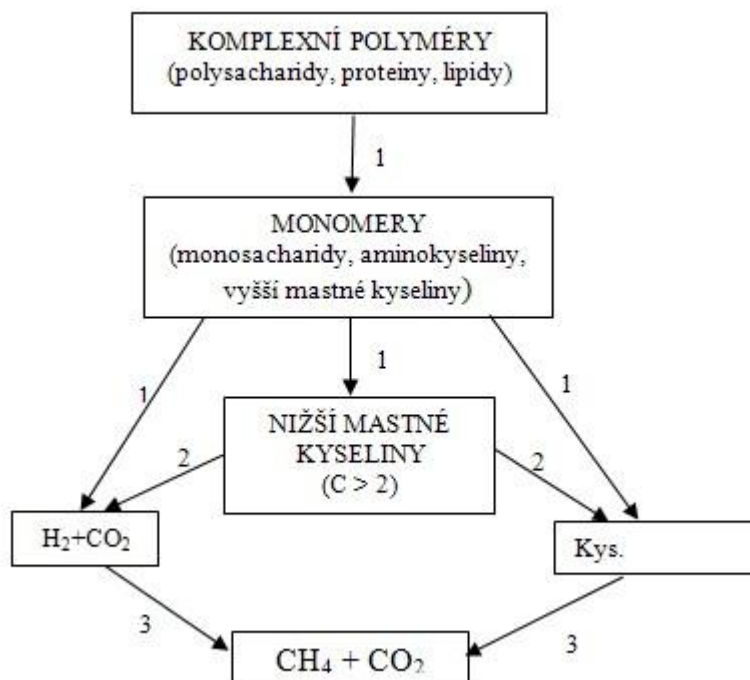 KOMPLEXNÍ POLYMÉRY
(polysacharidy, proteiny, lipidy)
1
MONOMERY
(monosacharidy, aminokyseliny,
vyšší mastné kyseliny)
1
1
1
NIŽŠÍ MASTNÉ
KYSELINY
(C > 2)
2
2
H₂+CO₂
Kys.
3
3
CH₄ + CO₂